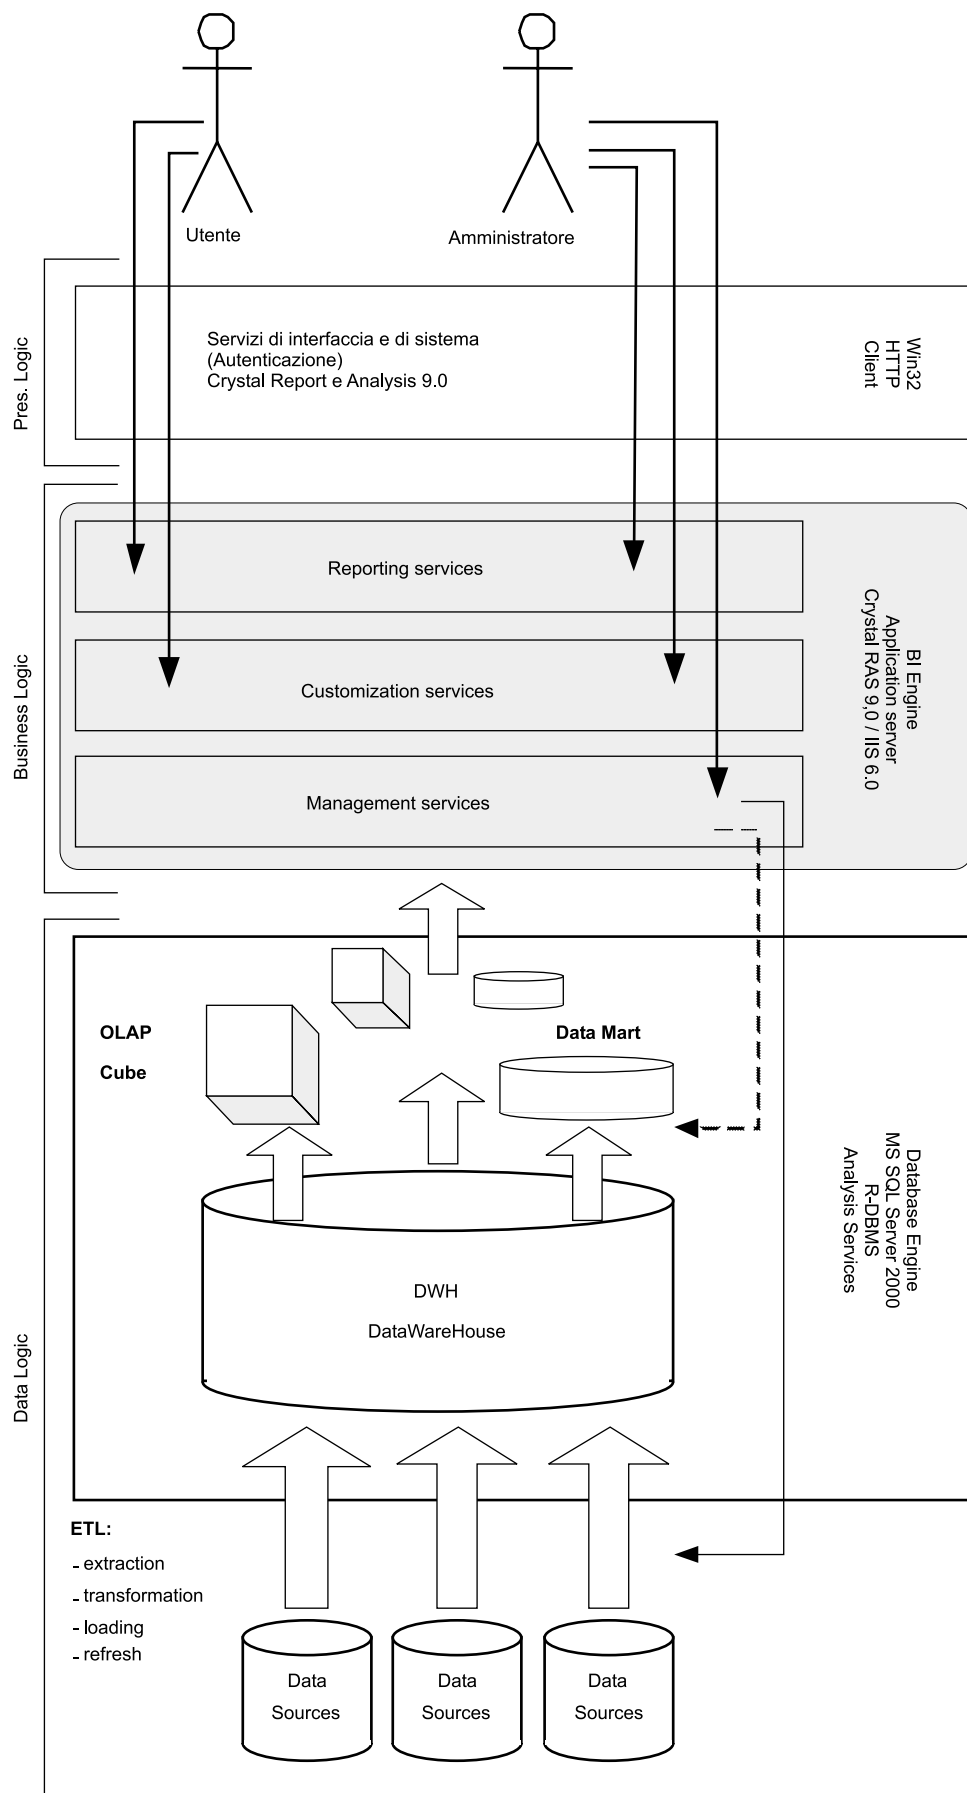 Utente
Amministratore
Pres. Logic
Servizi di interfaccia e di sistema
(Autenticazione)
Crystal Report e Analysis 9.0
Win32
HTTP
Client
Business Logic
Reporting services
Customization services
Management services
BI Engine
Application server
Crystal RAS 9,0 / IIS 6.0
Data Logic
OLAP
Cube
Data Mart
DWH
DataWareHouse
Database Engine
MS SQL Server 2000
R-DBMS
Analysis Services
ETL:
- extraction
- transformation
- loading
- refresh
Data
Sources
Data
Sources
Data
Sources